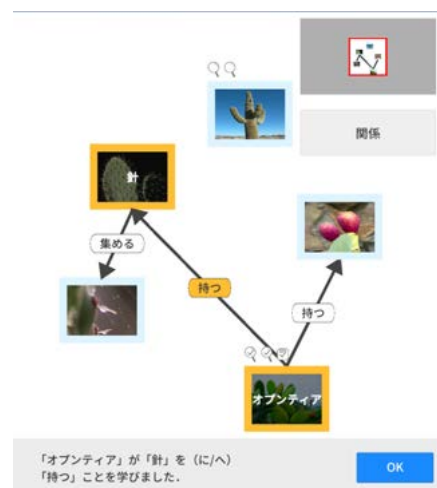 関係
針
集める
持つ
持つ
オプンティア
「オプンティア」が「針」を（に/へ）
「持つ」ことを学びました．
OK